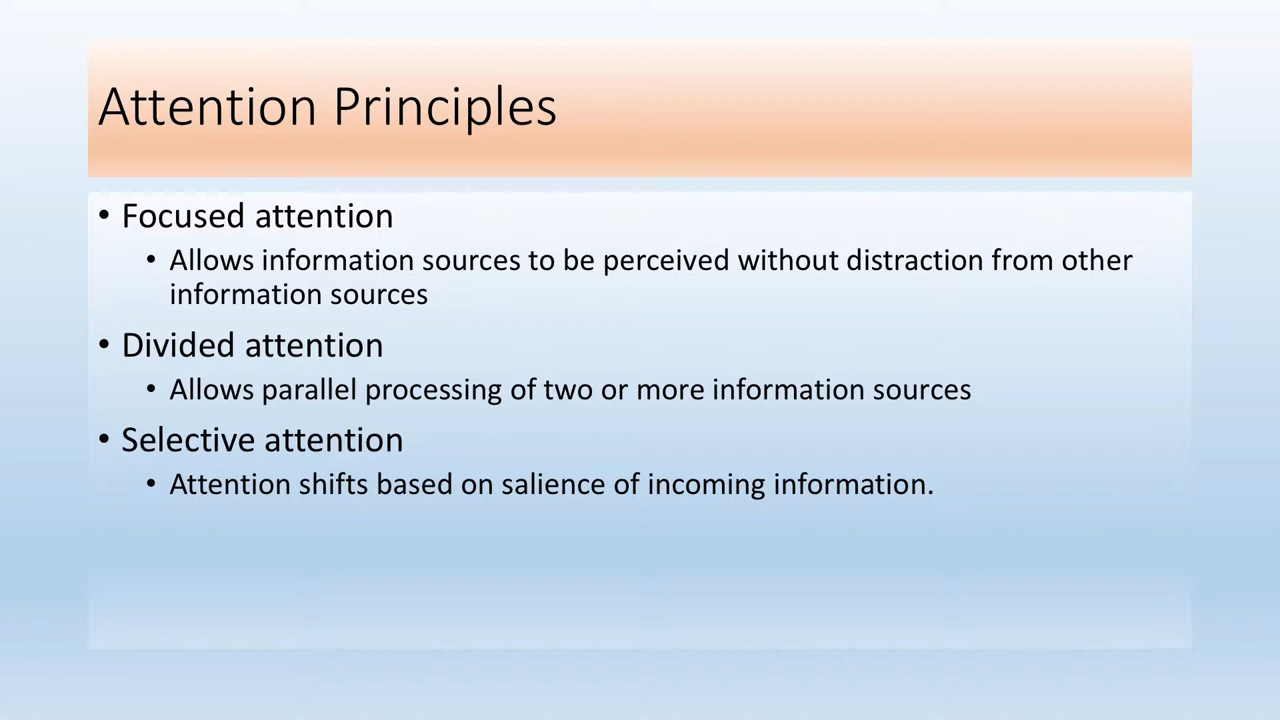 Attention Principles
• Focused attention
• Allows information sources to be perceived without distraction from other
information sources
• Divided attention
• Allows parallel processing of two or more information sources
• Selective attention
• Attention shifts based on salience of incoming information.